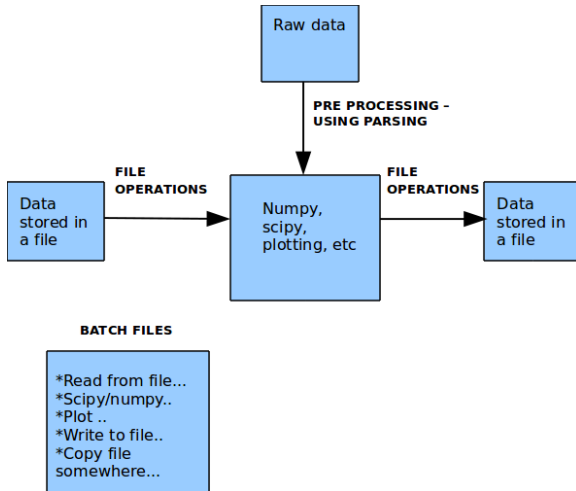 Raw data
PRE PROCESSING –
USING PARSING
FILE
OPERATIONS
FILE
OPERATIONS
Data
stored in
a file
Numpy,
scipy,
plotting, etc
Data
stored in
a file
BATCH FILES
*Read from file...
*Scipy/numpy..
*Plot ..
*Write to file..
*Copy file
somewhere...